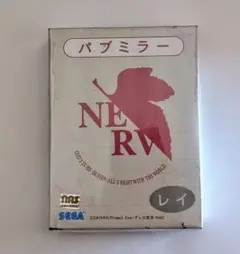 パブミラー
NERV
GOD'S IN HIS HEAVEN. ALL'S RIGHT WITH THE WORLD.
レイ
SEGA